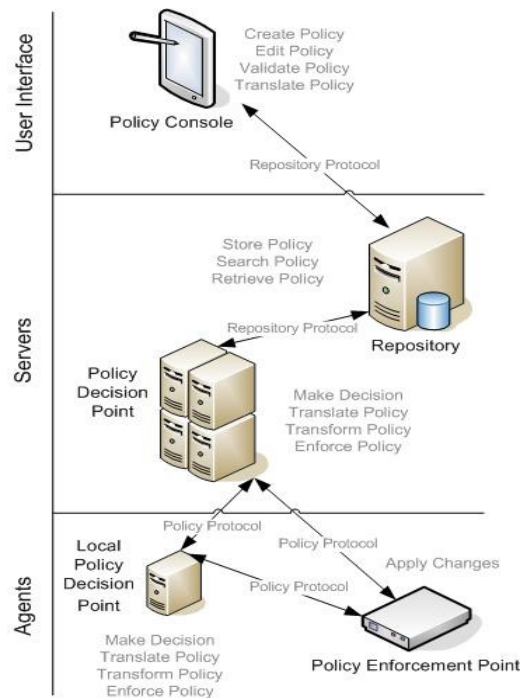 User Interface
Create Policy
Edit Policy
Validate Policy
Translate Policy
Policy Console
Repository Protocol
Servers
Store Policy
Search Policy
Retrieve Policy
Repository Protocol
Repository
Policy
Decision
Point
Make Decision
Translate Policy
Transform Policy
Enforce Policy
Agents
Policy Protocol
Policy Protocol
Local
Policy
Decision
Point
Policy Protocol
Apply Changes
Make Decision
Translate Policy
Transform Policy
Enforce Policy
Policy Enforcement Point